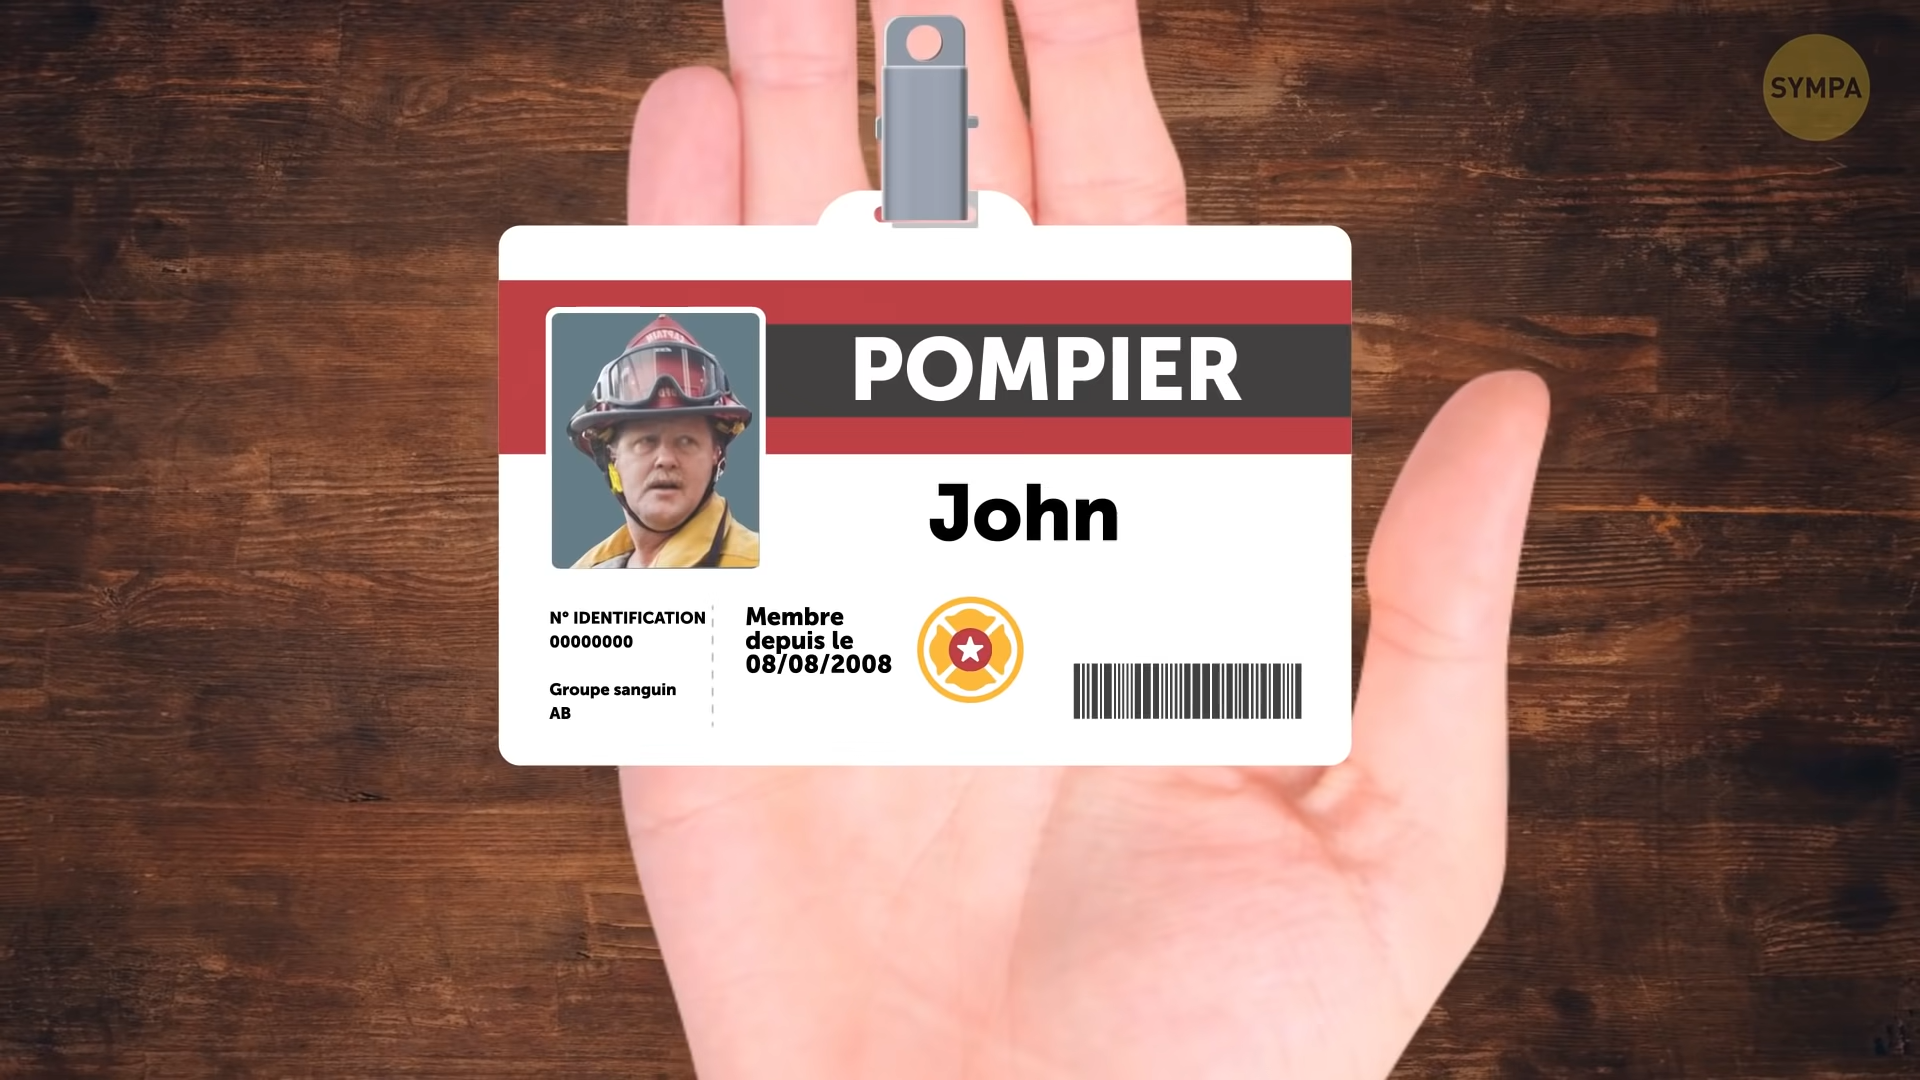 SYMPA
POMPIER
John
N° IDENTIFICATION
00000000
Groupe sanguin
AB
Membre
depuis le
08/08/2008